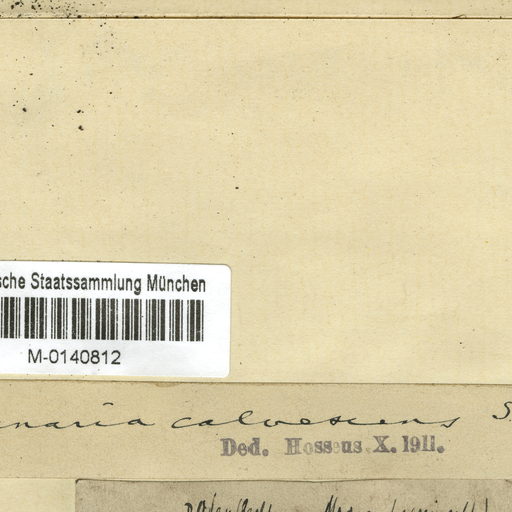 sche Staatssammlung München
M-0140812
naria calvescens S
Ded. Hosseus X. 1911.